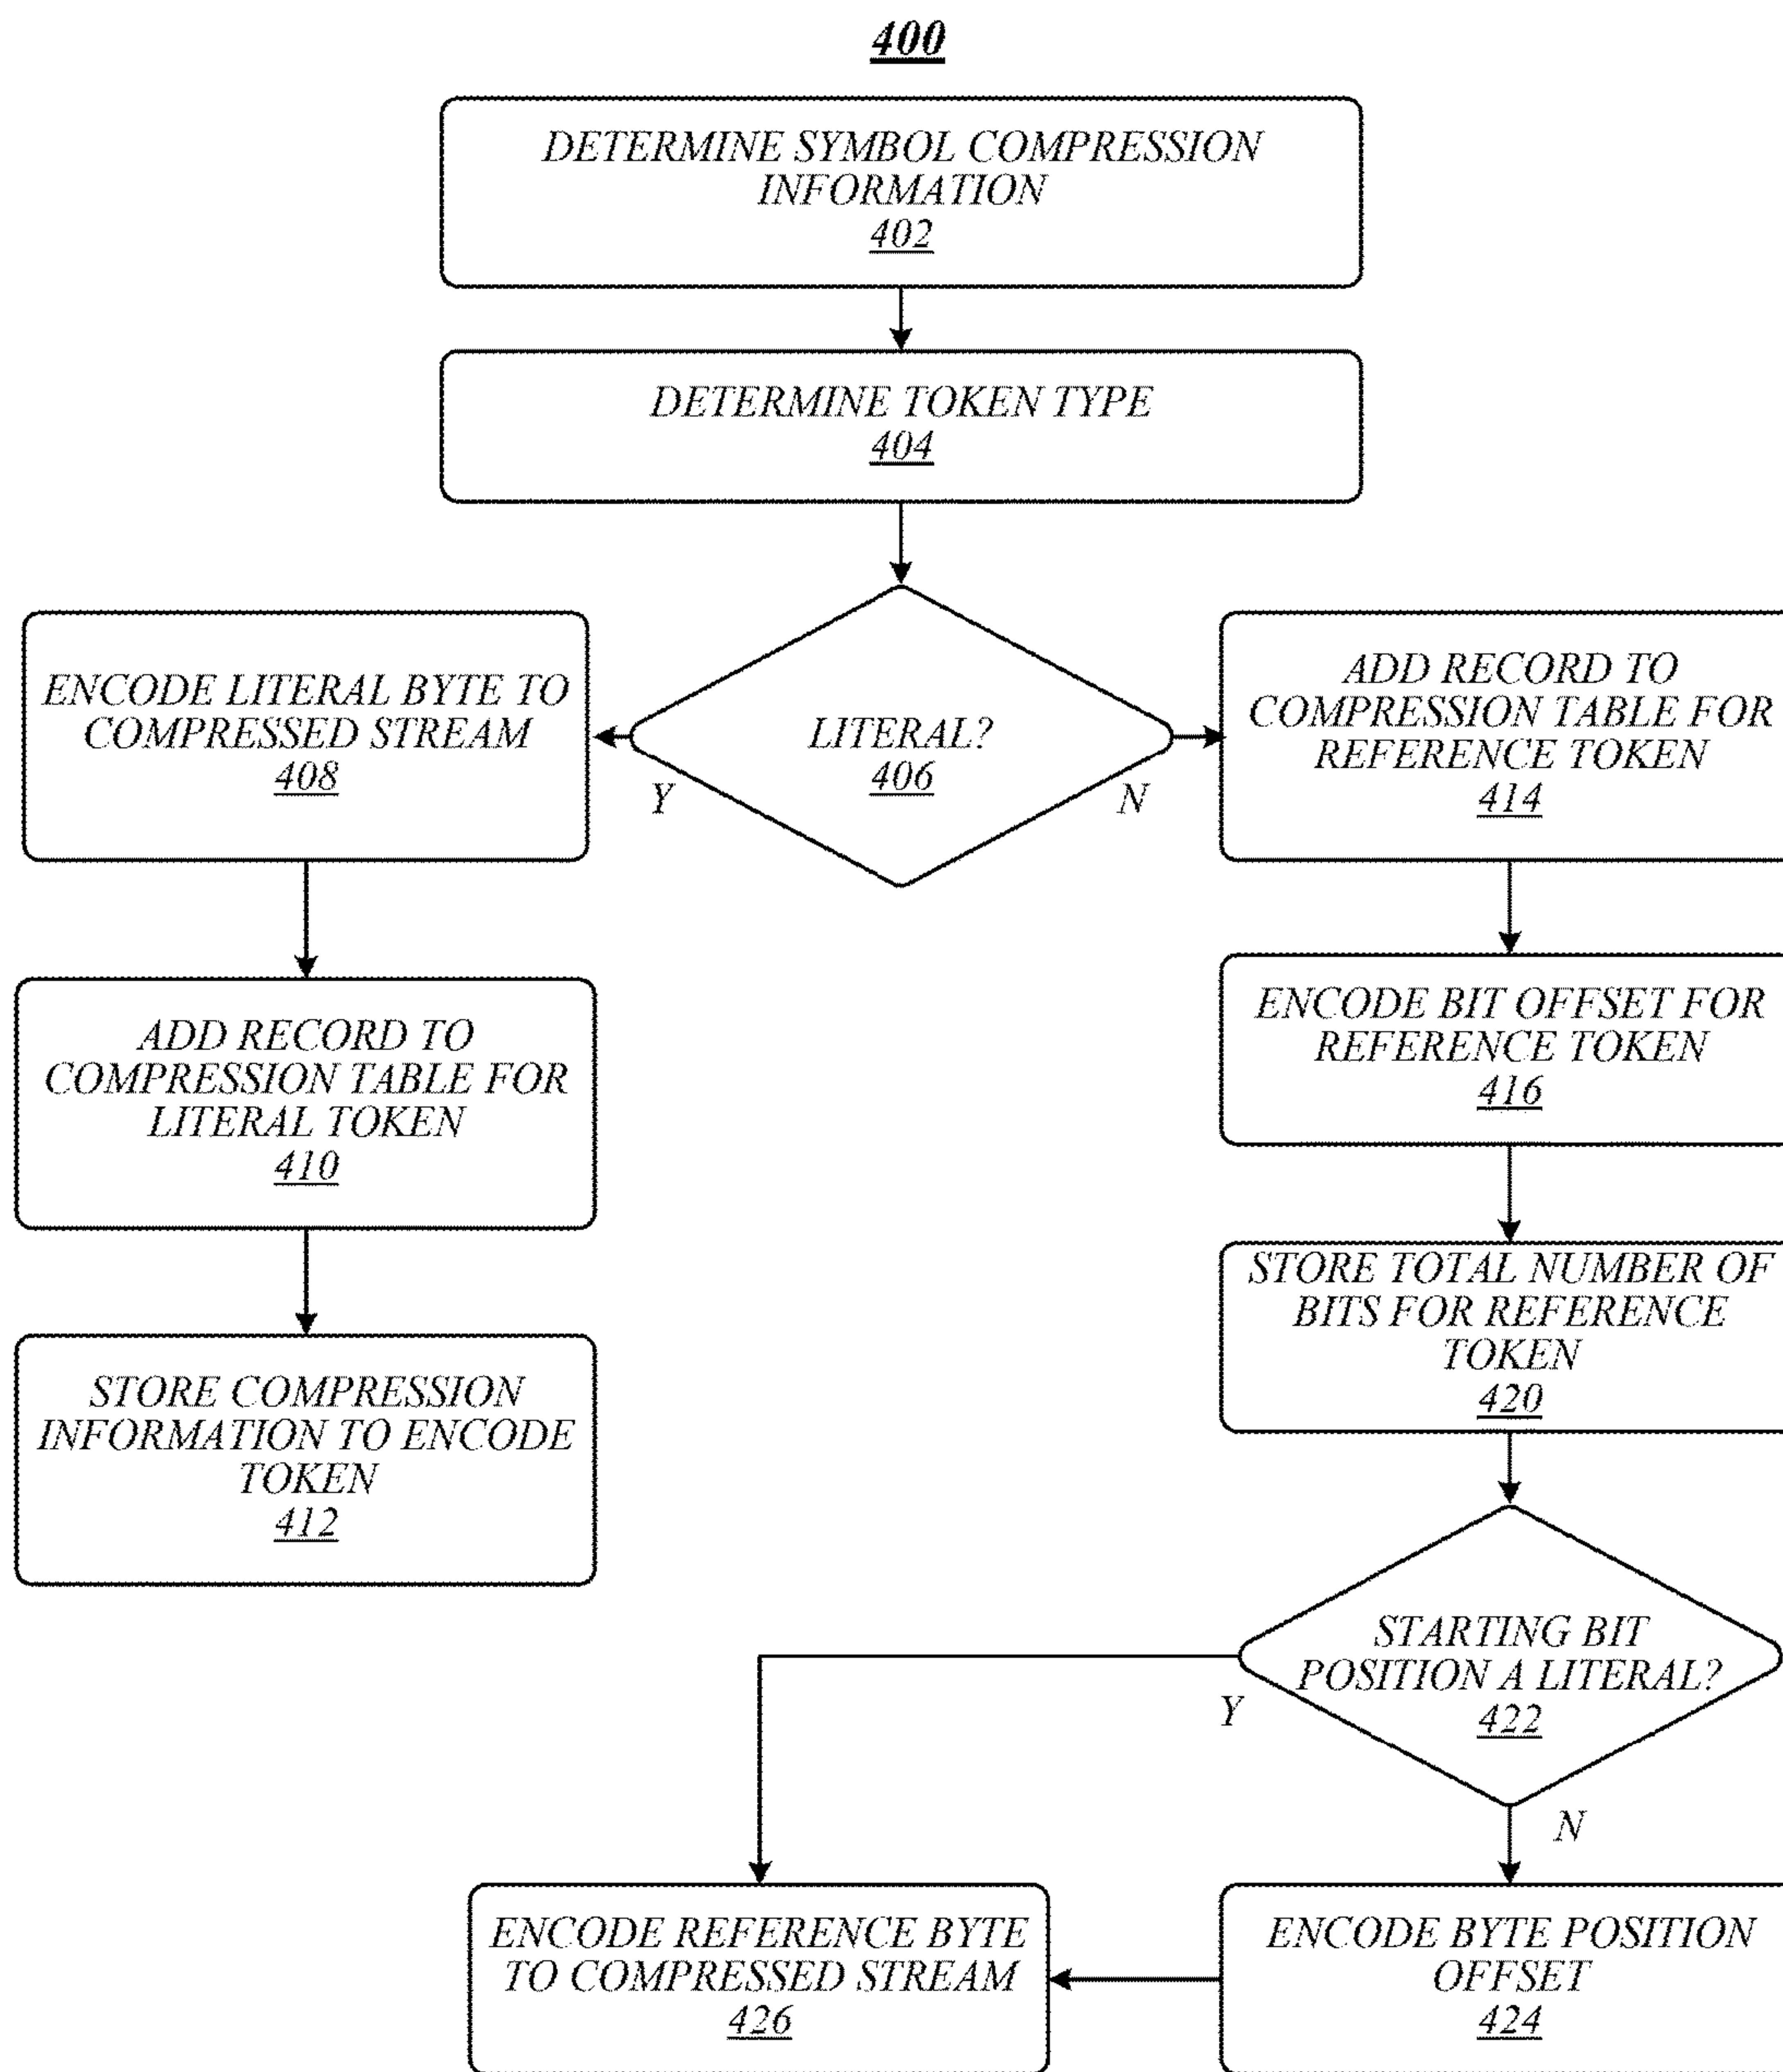 400
DETERMINE SYMBOL COMPRESSION
INFORMATION
402
DETERMINE TOKEN TYPE
404
LITERAL?
406
Y
N
ENCODE LITERAL BYTE TO
COMPRESSED STREAM
408
ADD RECORD TO
COMPRESSION TABLE FOR
LITERAL TOKEN
410
STORE COMPRESSION
INFORMATION TO ENCODE
TOKEN
412
ADD RECORD TO
COMPRESSION TABLE FOR
REFERENCE TOKEN
414
ENCODE BIT OFFSET FOR
REFERENCE TOKEN
416
STORE TOTAL NUMBER OF
BITS FOR REFERENCE
TOKEN
420
STARTING BIT
POSITION A LITERAL?
422
Y
N
ENCODE BYTE POSITION
OFFSET
424
ENCODE REFERENCE BYTE
TO COMPRESSED STREAM
426